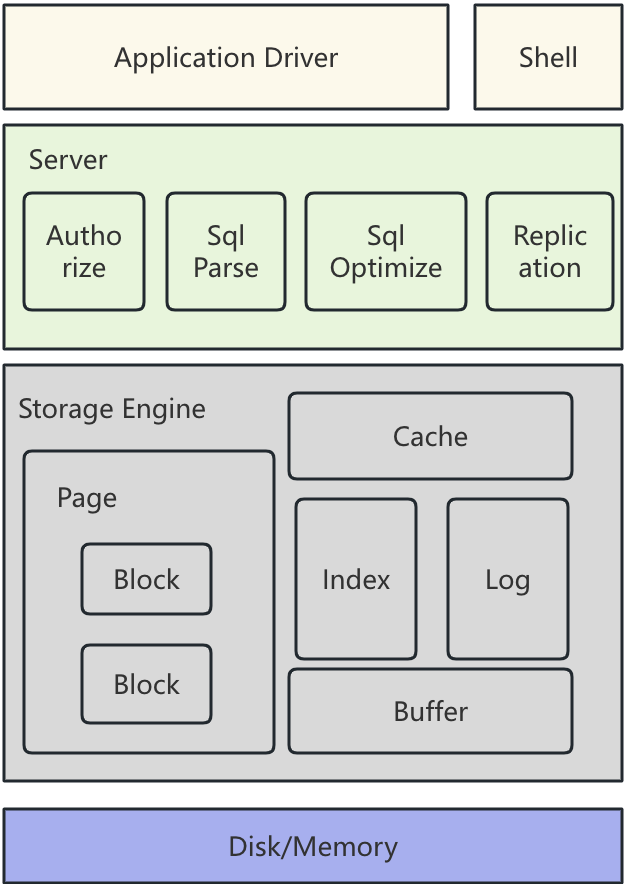 Application Driver
Shell
Server
Autho
rize
Sql
Parse
Sql
Optimize
Replic
ation
Storage Engine
Cache
Page
Block
Index
Log
Block
Buffer
Disk/Memory